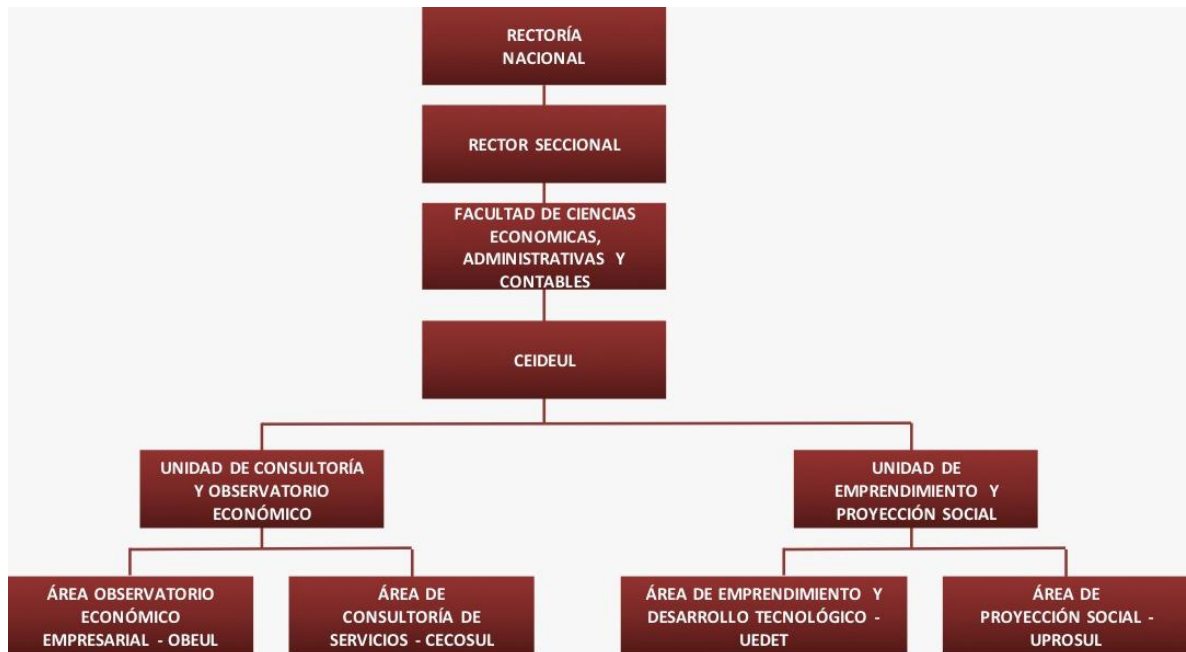 RECTORÍA
NACIONAL
RECTOR SECCIONAL
FACULTAD DE CIENCIAS
ECONOMICAS,
ADMINISTRATIVAS Y
CONTABLES
CEIDEUL
UNIDAD DE CONSULTORÍA
Y OBSERVATORIO
ECONÓMICO
UNIDAD DE
EMPRENDIMIENTO Y
PROYECCIÓN SOCIAL
ÁREA OBSERVATORIO
ECONÓMICO
EMPRESARIAL - OBEUL
ÁREA DE
CONSULTORÍA DE
SERVICIOS - CECOSUL
ÁREA DE EMPRENDIMIENTO Y
DESARROLLO TECNOLÓGICO -
UEDET
ÁREA DE
PROYECCIÓN SOCIAL -
UPROSUL